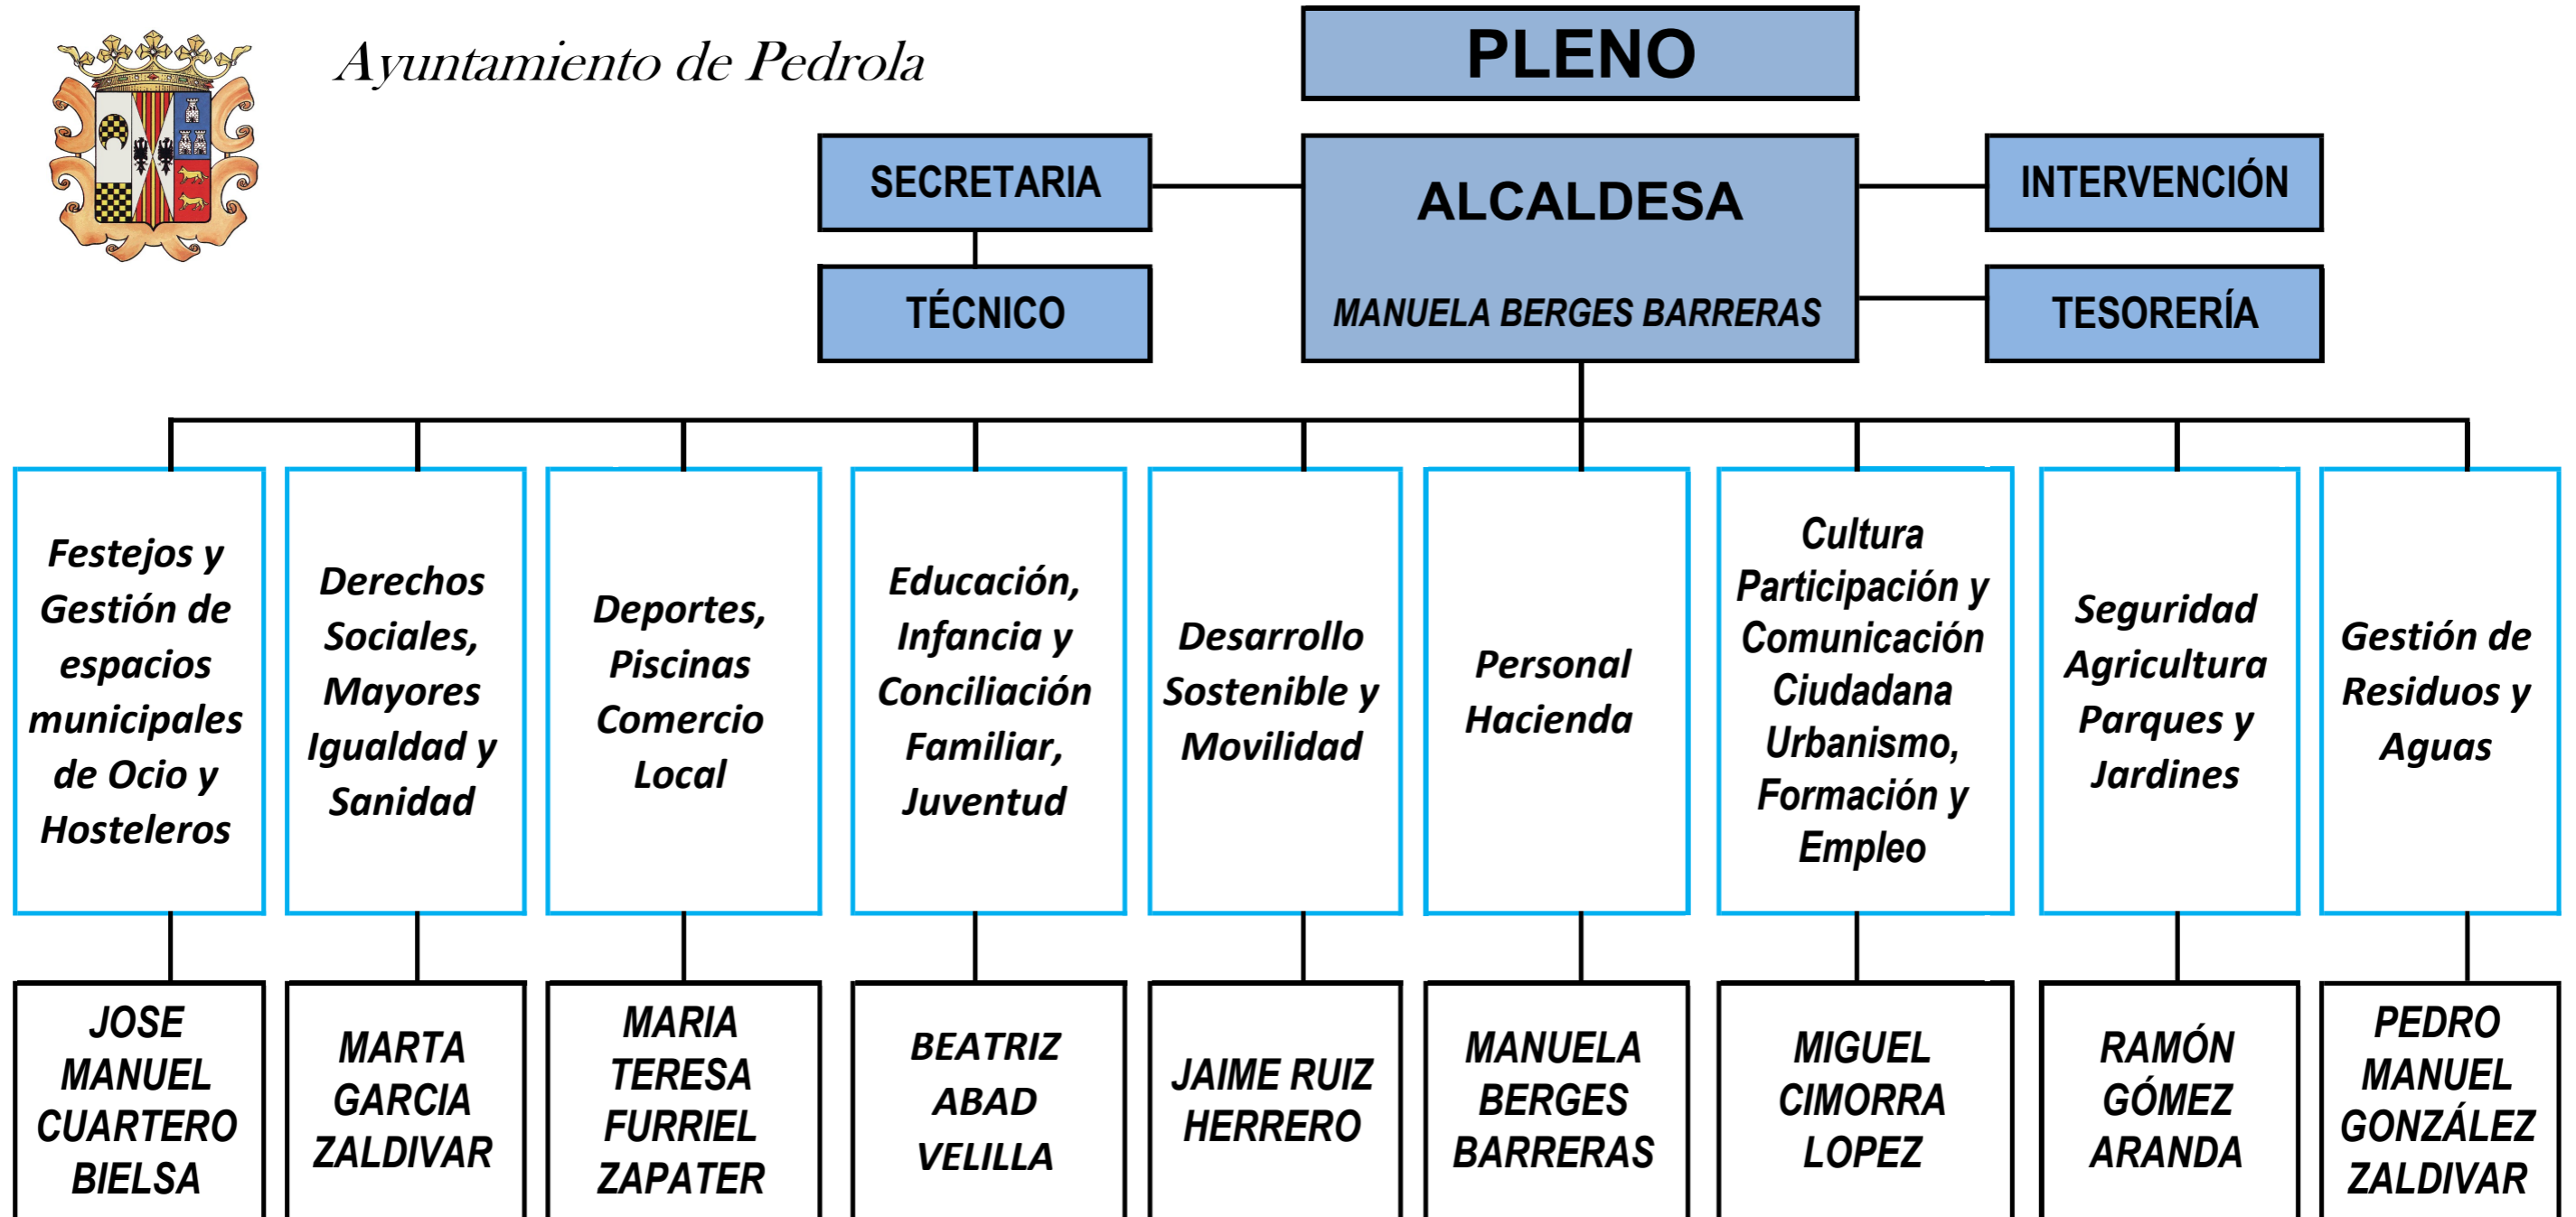 Ayuntamiento de Pedrola
PLENO
SECRETARIA
ALCALDESA
MANUELA BERGES BARRERAS
INTERVENCIÓN
TÉCNICO
TESORERÍA
Festejos y
Gestión de
espacios
municipales
de Ocio y
Hosteleros
Derechos
Sociales,
Mayores
Igualdad y
Sanidad
Deportes,
Piscinas
Comercio
Local
Educación,
Infancia y
Conciliación
Familiar,
Juventud
Desarrollo
Sostenible y
Movilidad
Personal
Hacienda
Cultura
Participación y
Comunicación
Ciudadana
Urbanismo,
Formación y
Empleo
Seguridad
Agricultura
Parques y
Jardines
Gestión de
Residuos y
Aguas
JOSE
MANUEL
CUARTERO
BIELSA
MARTA
GARCIA
ZALDIVAR
MARIA
TERESA
FURRIEL
ZAPATER
BEATRIZ
ABAD
VELILLA
JAIME RUIZ
HERRERO
MANUELA
BERGES
BARRERAS
MIGUEL
CIMORRA
LOPEZ
RAMÓN
GÓMEZ
ARANDA
PEDRO
MANUEL
GONZÁLEZ
ZALDIVAR